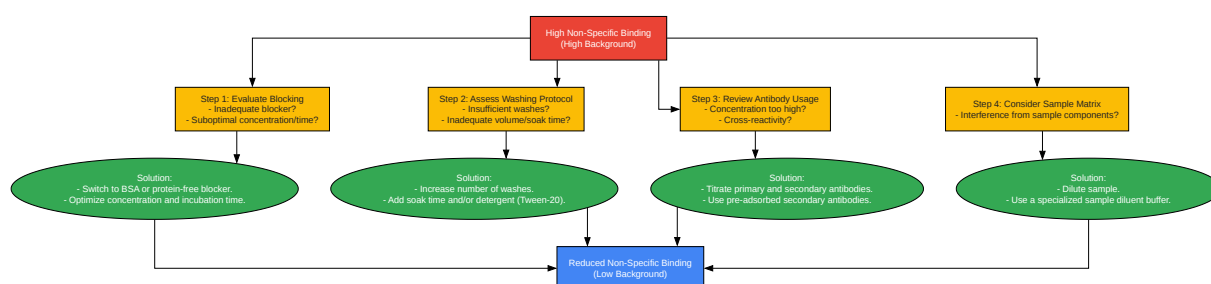 High Non-Specific Binding
(High Background)
Step 1: Evaluate Blocking
- Inadequate blocker?
- Suboptimal concentration/time?
Step 2: Assess Washing Protocol
- Insufficient washes?
- Inadequate volume/soak time?
Step 3: Review Antibody Usage
- Concentration too high?
- Cross-reactivity?
Step 4: Consider Sample Matrix
- Interference from sample components?
Solution:
- Switch to BSA or protein-free blocker.
- Optimize concentration and incubation time.
Solution:
- Increase number of washes.
- Add soak time and/or detergent (Tween-20).
Solution:
- Titrate primary and secondary antibodies.
- Use pre-adsorbed secondary antibodies.
Solution:
- Dilute sample.
- Use a specialized sample diluent buffer.
Reduced Non-Specific Binding
(Low Background)